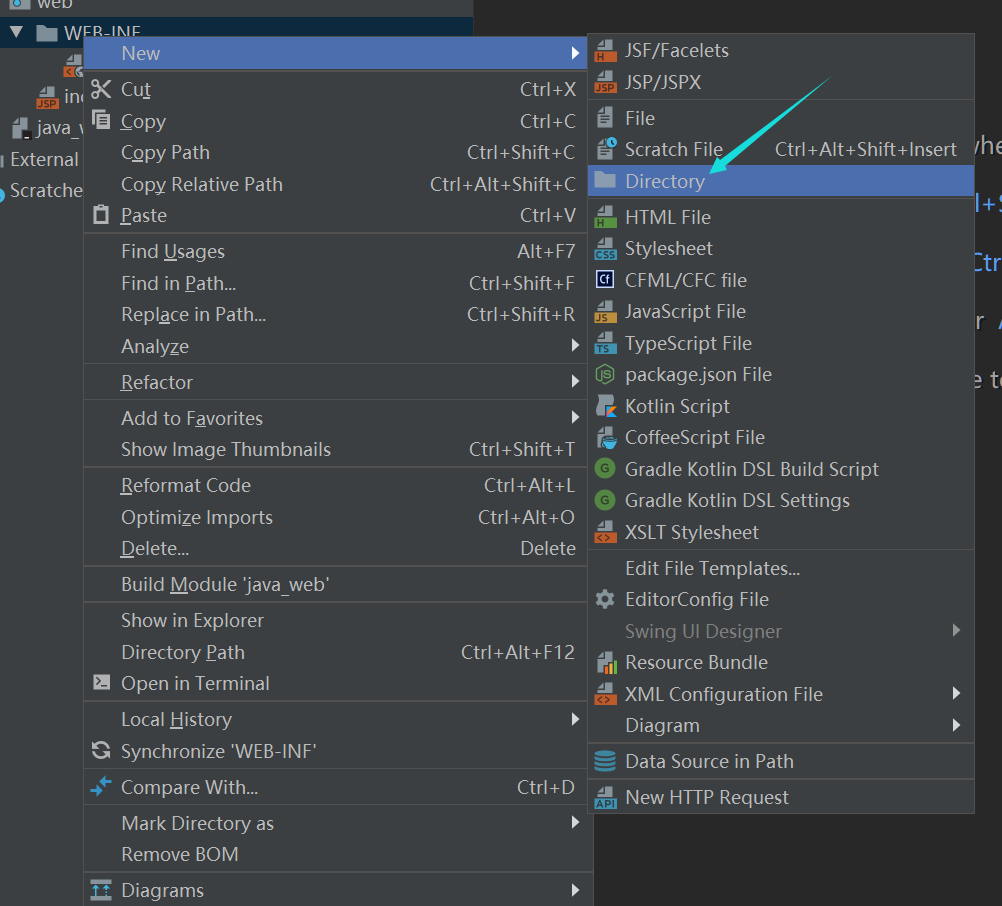 web
WEB-INF
java_w
External
Scratche
New
Cut Ctrl+X
Copy Ctrl+C
Copy Path Ctrl+Shift+C
Copy Relative Path Ctrl+Alt+Shift+C
Paste Ctrl+V
Find Usages Alt+F7
Find in Path... Ctrl+Shift+F
Replace in Path... Ctrl+Shift+R
Analyze
Refactor
Add to Favorites
Show Image Thumbnails Ctrl+Shift+T
Reformat Code Ctrl+Alt+L
Optimize Imports Ctrl+Alt+O
Delete... Delete
Build Module 'java_web'
Show in Explorer
Directory Path Ctrl+Alt+F12
Open in Terminal
Local History
Synchronize 'WEB-INF'
Compare With... Ctrl+D
Mark Directory as
Remove BOM
Diagrams
JSF/Facelets
JSP/JSPX
File
Scratch File Ctrl+Alt+Shift+Insert
Directory
HTML File
Stylesheet
CFML/CFC file
JavaScript File
TypeScript File
package.json File
Kotlin Script
CoffeeScript File
Gradle Kotlin DSL Build Script
Gradle Kotlin DSL Settings
XSLT Stylesheet
Edit File Templates...
EditorConfig File
Swing UI Designer
Resource Bundle
XML Configuration File
Diagram
Data Source in Path
New HTTP Request